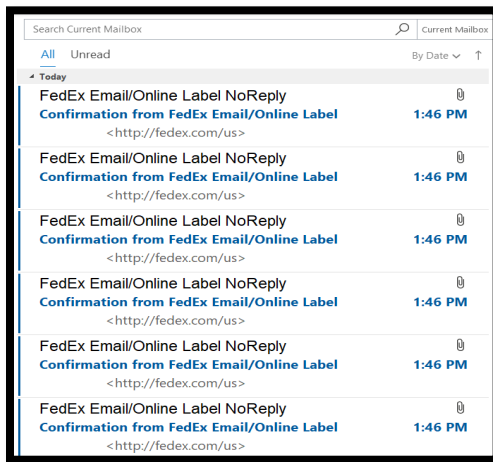 Search Current Mailbox Current Mailbox
All Unread By Date ↑
Today
FedEx Email/Online Label NoReply
Confirmation from FedEx Email/Online Label 1:46 PM
<http://fedex.com/us>
FedEx Email/Online Label NoReply
Confirmation from FedEx Email/Online Label 1:46 PM
<http://fedex.com/us>
FedEx Email/Online Label NoReply
Confirmation from FedEx Email/Online Label 1:46 PM
<http://fedex.com/us>
FedEx Email/Online Label NoReply
Confirmation from FedEx Email/Online Label 1:46 PM
<http://fedex.com/us>
FedEx Email/Online Label NoReply
Confirmation from FedEx Email/Online Label 1:46 PM
<http://fedex.com/us>
FedEx Email/Online Label NoReply
Confirmation from FedEx Email/Online Label 1:46 PM
<http://fedex.com/us>